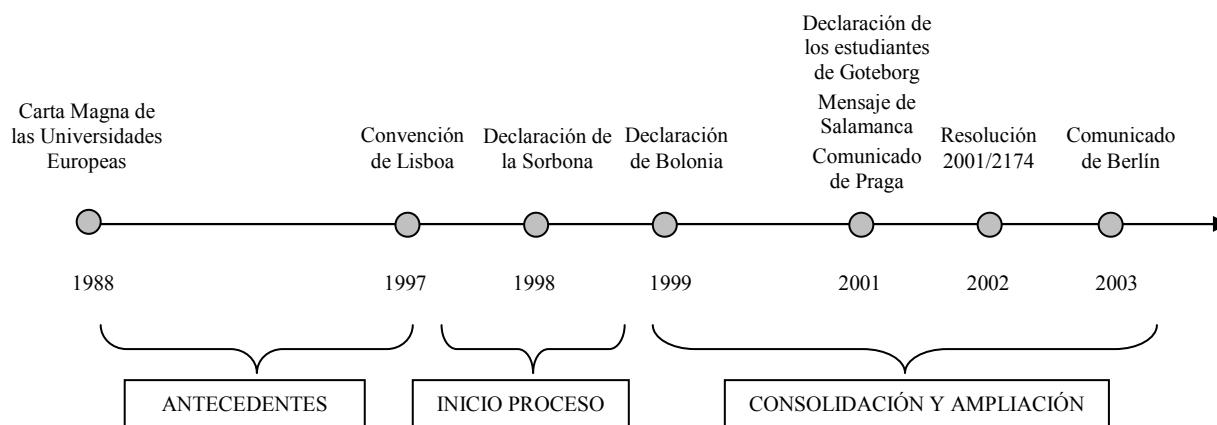 Carta Magna de
las Universidades
Europeas
Convención
de Lisboa
Declaración de
la Sorbona
Declaración
de Bolonia
Declaración de
los estudiantes
de Goteborg
Mensaje de
Salamanca
Comunicado
de Praga
Resolución
2001/2174
Comunicado
de Berlín
1988
1997
1998
1999
2001
2002
2003
ANTECEDENTES
INICIO PROCESO
CONSOLIDACIÓN Y AMPLIACIÓN